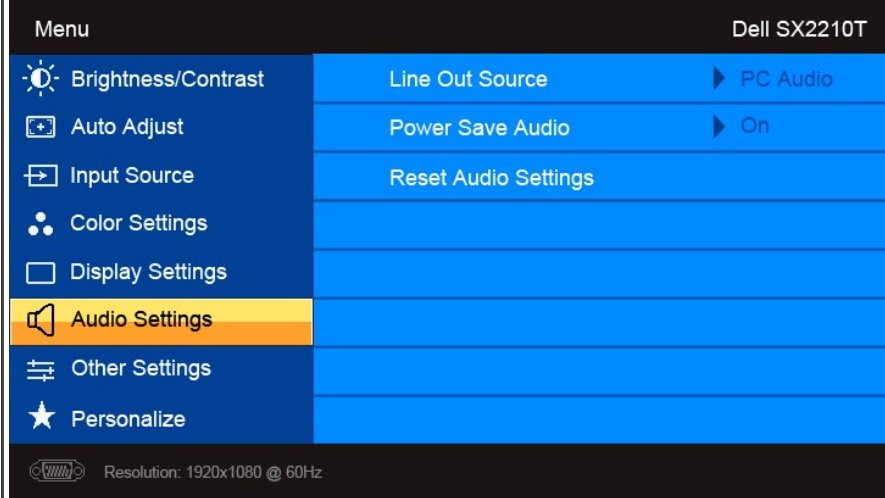 Menu Dell SX2210T
Brightness/Contrast Line Out Source PC Audio
Auto Adjust Power Save Audio On
Input Source Reset Audio Settings
Color Settings
Display Settings
Audio Settings
Other Settings
Personalize
Resolution: 1920x1080 @ 60Hz